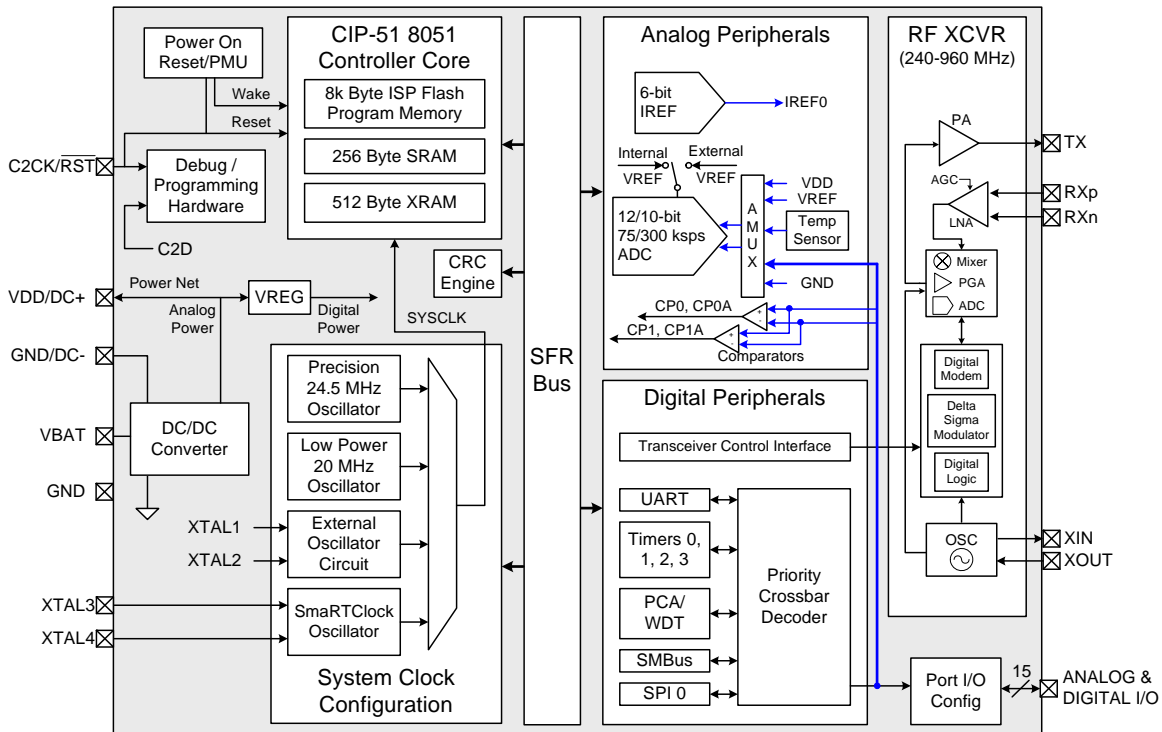 Power On
Reset/PMU
Wake
Reset
C2CK/RST
Debug /
Programming
Hardware
C2D
CIP-51 8051
Controller Core
8k Byte ISP Flash
Program Memory
256 Byte SRAM
512 Byte XRAM
VDD/DC+
Power Net
Analog
Power
VREG
Digital
Power
SYSCLK
CRC
Engine
GND/DC-
VBAT
DC/DC
Converter
GND
Precision
24.5 MHz
Oscillator
Low Power
20 MHz
Oscillator
XTAL1
XTAL2
External
Oscillator
Circuit
XTAL3
XTAL4
SmaRTClock
Oscillator
System Clock
Configuration
SFR
Bus
Analog Peripherals
6-bit
IREF
IREF0
Internal
VREF
External
VREF
12/10-bit
75/300 ksps
ADC
A
M
U
X
VDD
VREF
Temp
Sensor
GND
CP0, CP0A
+
-
CP1, CP1A
+
-
Comparators
Digital Peripherals
Transceiver Control Interface
UART
Timers 0,
1, 2, 3
PCA/
WDT
SMBus
SPI 0
Priority
Crossbar
Decoder
RF XCVR
(240-960 MHz)
PA
TX
AGC
LNA
RXp
RXn
Mixer
PGA
ADC
Digital
Modem
Delta
Sigma
Modulator
Digital
Logic
OSC
XIN
XOUT
Port I/O
Config
15
ANALOG &
DIGITAL I/O